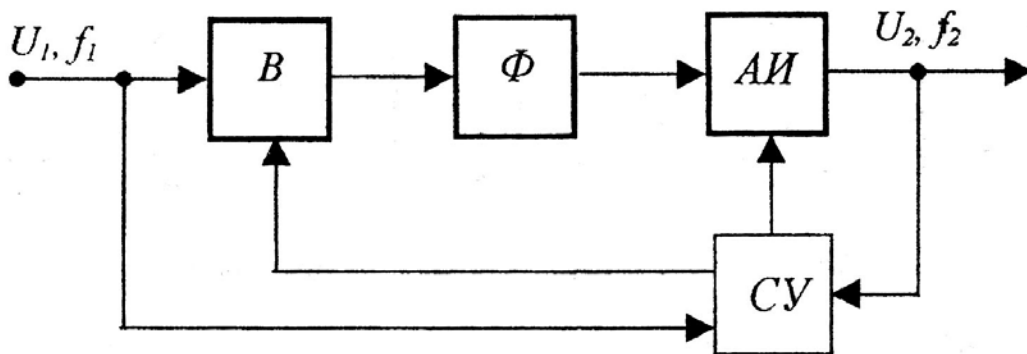 U₁, f₁
В
Ф
АИ
U₂, f₂
СУ